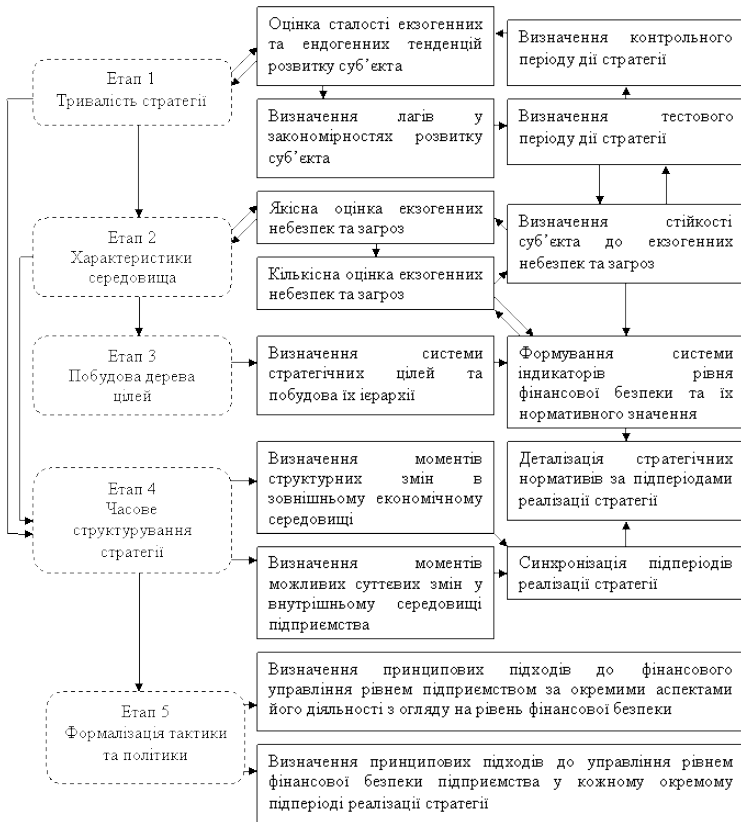 Оцінка сталості екзогенних
та ендогенних тенденцій
розвитку суб’єкта
Визначення контрольного
періоду дії стратегії
Етап 1
Тривалість стратегії
Визначення лагів у
закономірностях розвитку
суб’єкта
Визначення тестового
періоду дії стратегії
Етап 2
Характеристики
середовища
Якісна оцінка екзогенних
небезпек та загроз
Визначення стійкості
суб’єкта до екзогенних
небезпек та загроз
Кількісна оцінка екзогенних
небезпек та загроз
Етап 3
Побудова дерева
цілей
Визначення системи
стратегічних цілей та
побудова їх ієрархії
Формування системи
індикаторів рівня
фінансової безпеки та їх
нормативного значення
Етап 4
Часове
структурування
стратегії
Визначення моментів
структурних змін в
зовнішньому економічному
середовищі
Деталізація стратегічних
нормативів за підперіодами
реалізації стратегії
Визначення моментів
можливих суттєвих змін у
внутрішньому середовищі
підприємства
Синхронізація підперіодів
реалізації стратегії
Етап 5
Формалізація тактики
та політики
Визначення принципових підходів до фінансового
управління рівнем підприємством за окремими аспектами
його діяльності з огляду на рівень фінансової безпеки
Визначення принципових підходів до управління рівнем
фінансової безпеки підприємства у кожному окремому
підперіоді реалізації стратегії